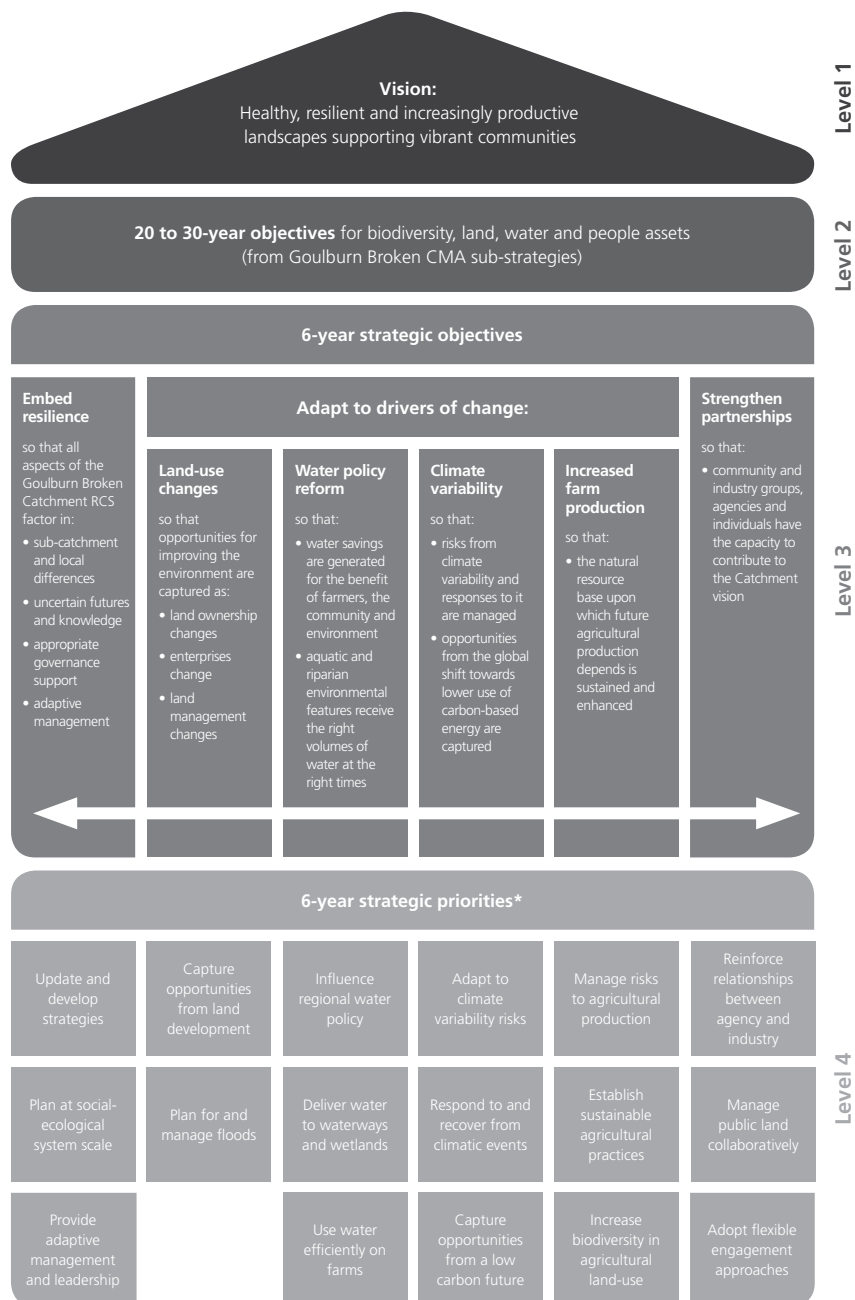 Vision:
Healthy, resilient and increasingly productive
landscapes supporting vibrant communities
Level 1
20 to 30-year objectives for biodiversity, land, water and people assets
(from Goulburn Broken CMA sub-strategies)
Level 2
6-year strategic objectives
Embed
resilience
so that all
aspects of the
Goulburn Broken
Catchment RCS
factor in:
• sub-catchment
and local
differences
• uncertain futures
and knowledge
• appropriate
governance
support
• adaptive
management
Adapt to drivers of change:
Land-use
changes
so that
opportunities for
improving the
environment are
captured as:
• land ownership
changes
• enterprises
change
• land
management
changes
Water policy
reform
so that:
• water savings
are generated
for the benefit
of farmers, the
community and
environment
• aquatic and
riparian
environmental
features receive
the right
volumes of
water at the
right times
Climate
variability
so that:
• risks from
climate
variability and
responses to it
are managed
• opportunities
from the global
shift towards
lower use of
carbon-based
energy are
captured
Increased
farm
production
so that:
• the natural
resource
base upon
which future
agricultural
production
depends is
sustained and
enhanced
Strengthen
partnerships
so that:
• community and
industry groups,
agencies and
individuals have
the capacity to
contribute to
the Catchment
vision
Level 3
6-year strategic priorities*
Update and
develop
strategies
Capture
opportunities
from land
development
Influence
regional water
policy
Adapt to
climate
variability risks
Manage risks
to agricultural
production
Reinforce
relationships
between
agency and
industry
Plan at social-
ecological
system scale
Plan for and
manage floods
Deliver water
to waterways
and wetlands
Respond to and
recover from
climatic events
Establish
sustainable
agricultural
practices
Manage
public land
collaboratively
Provide
adaptive
management
and leadership
Use water
efficiently on
farms
Capture
opportunities
from a low
carbon future
Increase
biodiversity in
agricultural
land-use
Adopt flexible
engagement
approaches
Level 4